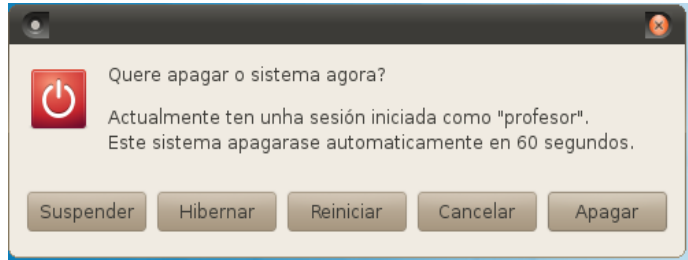 Quere apagar o sistema agora?
Actualmente ten unha sesión iniciada como "profesor".
Este sistema apagarase automaticamente en 60 segundos.
Suspender Hibernar Reiniciar Cancelar Apagar